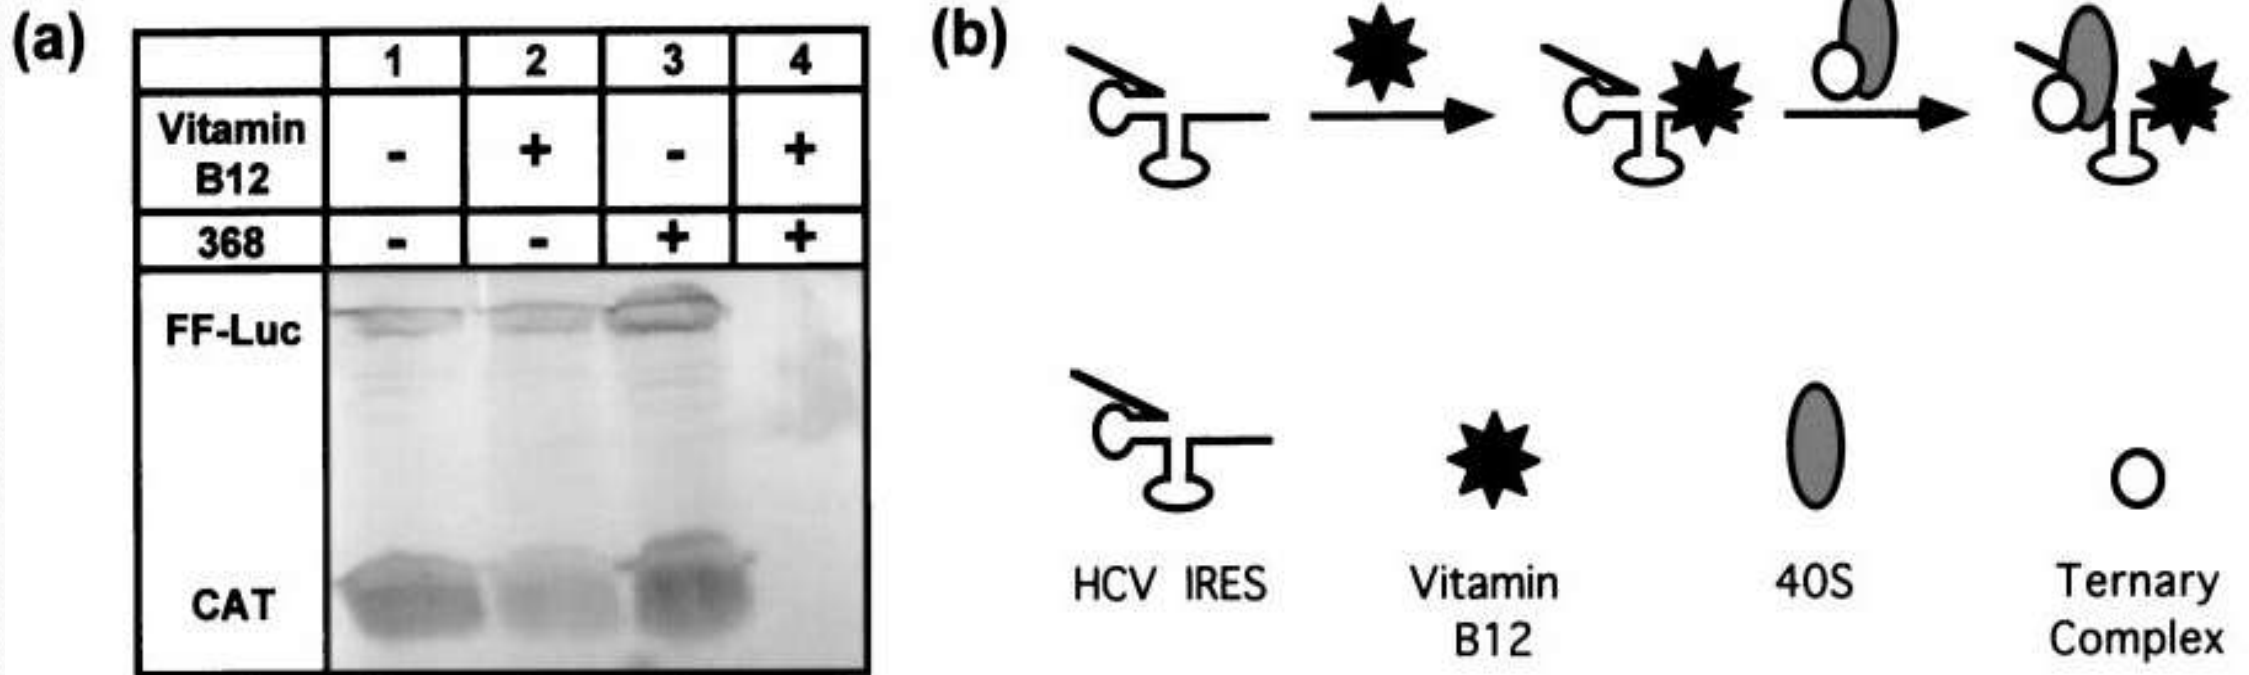 (a)
1 2 3 4
Vitamin
B12
- + - +
368
- - + +
FF-Luc
CAT
(b)
HCV IRES
Vitamin
B12
40S
Ternary
Complex